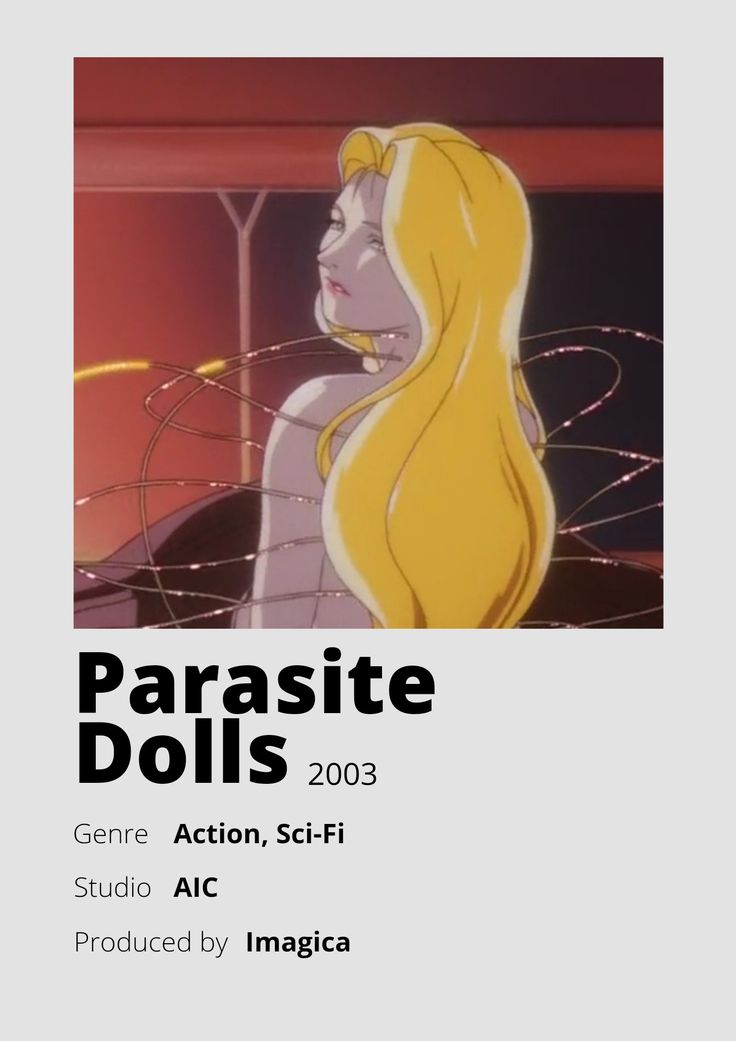 Parasite
Dolls 2003
Genre Action, Sci-Fi
Studio AIC
Produced by Imagica